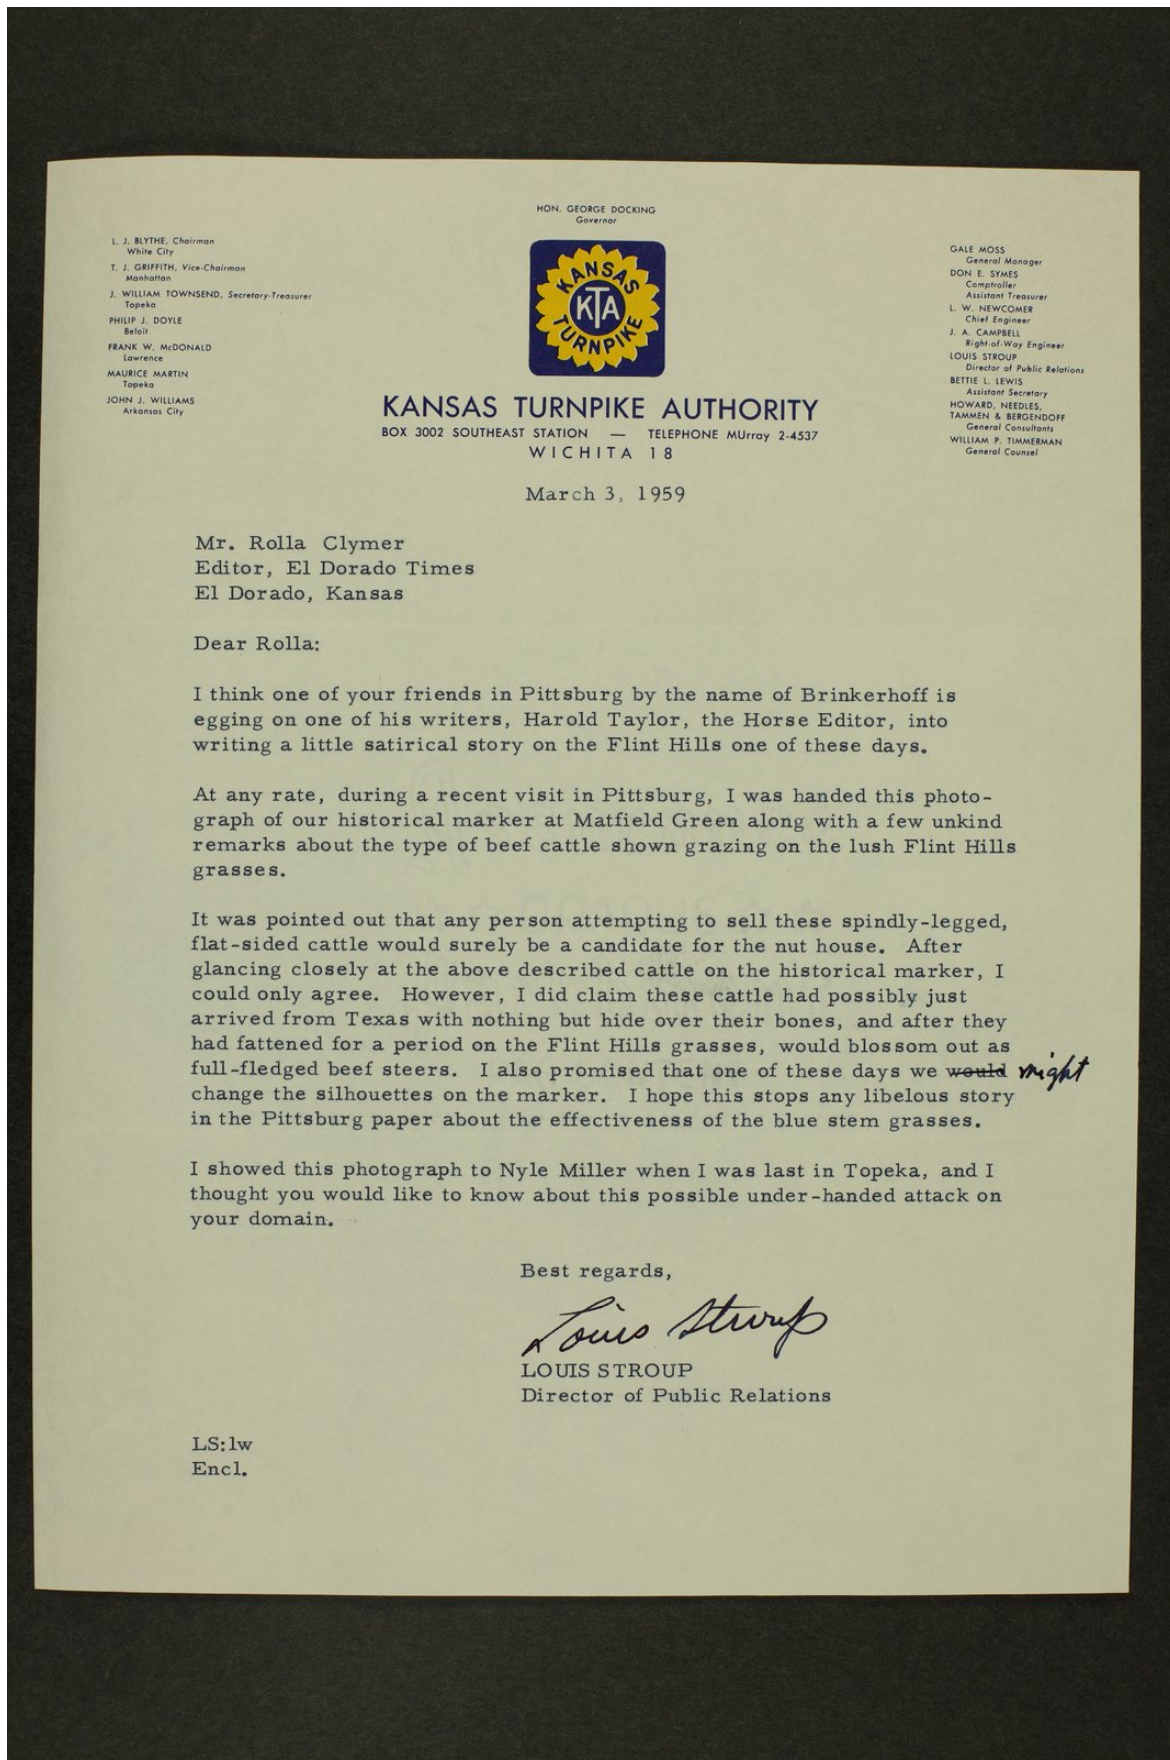 HON. GEORGE DOCKING
Governor
L. J. BLYTHE, Chairman
White City
T. J. GRIFFITH, Vice-Chairman
Manhattan
J. WILLIAM TOWNSEND, Secretary-Treasurer
Topeka
PHILIP J. DOYLE
Beloit
FRANK W. McDONALD
Lawrence
MAURICE MARTIN
Topeka
JOHN J. WILLIAMS
Arkansas City
KANSAS
KTA
TURNPIKE
GALE MOSS
General Manager
DON E. SYMES
Comptroller
Assistant Treasurer
L. W. NEWCOMER
Chief Engineer
J. A. CAMPBELL
Right-of-Way Engineer
LOUIS STROUP
Director of Public Relations
BETTIE L. LEWIS
Assistant Secretary
HOWARD, NEEDLES,
TAMMEN & BERGENDOFF
General Consultants
WILLIAM P. TIMMERMAN
General Counsel
KANSAS TURNPIKE AUTHORITY
BOX 3002 SOUTHEAST STATION — TELEPHONE MUrray 2-4537
WICHITA 18
March 3, 1959
Mr. Rolla Clymer
Editor, El Dorado Times
El Dorado, Kansas
Dear Rolla:
I think one of your friends in Pittsburg by the name of Brinkerhoff is
egging on one of his writers, Harold Taylor, the Horse Editor, into
writing a little satirical story on the Flint Hills one of these days.
At any rate, during a recent visit in Pittsburg, I was handed this photo-
graph of our historical marker at Matfield Green along with a few unkind
remarks about the type of beef cattle shown grazing on the lush Flint Hills
grasses.
It was pointed out that any person attempting to sell these spindly-legged,
flat-sided cattle would surely be a candidate for the nut house. After
glancing closely at the above described cattle on the historical marker, I
could only agree. However, I did claim these cattle had possibly just
arrived from Texas with nothing but hide over their bones, and after they
had fattened for a period on the Flint Hills grasses, would blossom out as
full-fledged beef steers. I also promised that one of these days we would might
change the silhouettes on the marker. I hope this stops any libelous story
in the Pittsburg paper about the effectiveness of the blue stem grasses.
I showed this photograph to Nyle Miller when I was last in Topeka, and I
thought you would like to know about this possible under-handed attack on
your domain.
Best regards,
Louis Stroup
LOUIS STROUP
Director of Public Relations
LS:lw
Encl.